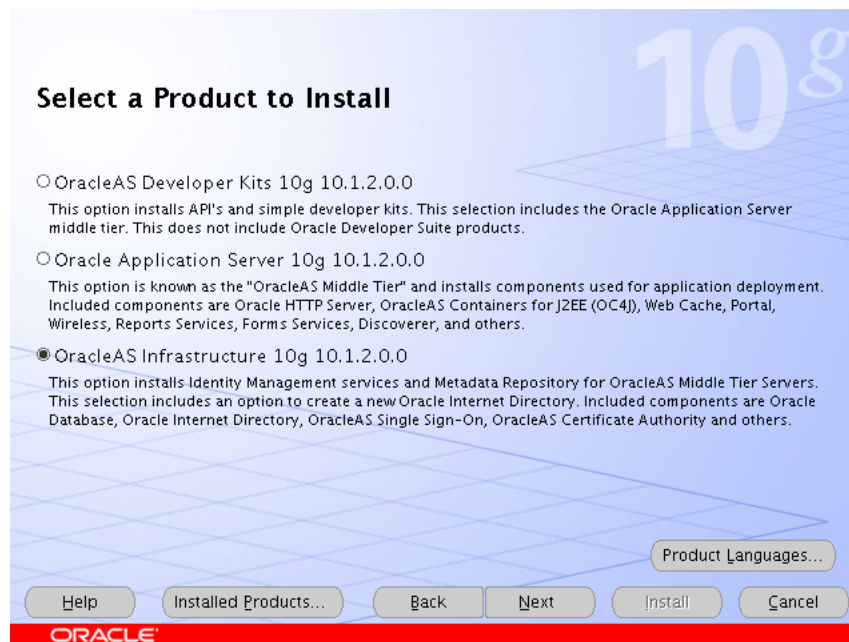 10g
Select a Product to Install
OracleAS Developer Kits 10g 10.1.2.0.0
This option installs API's and simple developer kits. This selection includes the Oracle Application Server
middle tier. This does not include Oracle Developer Suite products.
Oracle Application Server 10g 10.1.2.0.0
This option is known as the "OracleAS Middle Tier" and installs components used for application deployment.
Included components are Oracle HTTP Server, OracleAS Containers for J2EE (OC4J), Web Cache, Portal,
Wireless, Reports Services, Forms Services, Discoverer, and others.
OracleAS Infrastructure 10g 10.1.2.0.0
This option installs Identity Management services and Metadata Repository for OracleAS Middle Tier Servers.
This selection includes an option to create a new Oracle Internet Directory. Included components are Oracle
Database, Oracle Internet Directory, OracleAS Single Sign-On, OracleAS Certificate Authority and others.
Product Languages...
Help Installed Products... Back Next Install Cancel
ORACLE